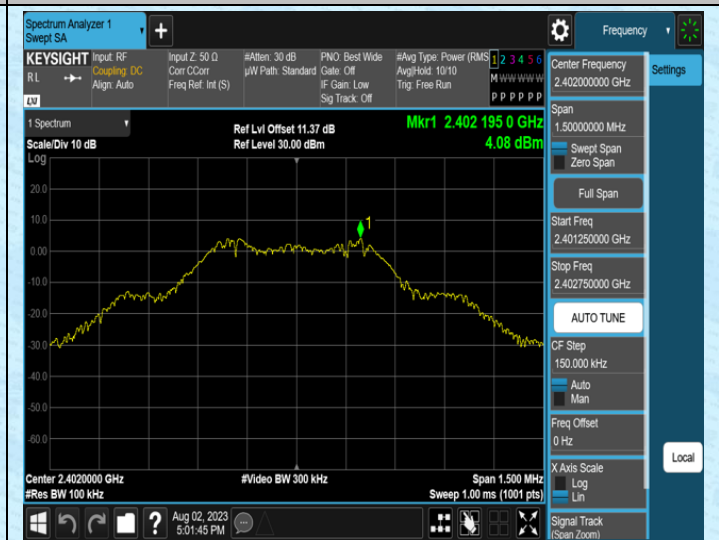 Spectrum Analyzer 1
Swept SA
Frequency
KEYSIGHT
RL
LXI
Input: RF
Coupling: DC
Align: Auto
Input Z: 50 Ω
Corr CCorr
Freq Ref: Int (S)
#Atten: 30 dB
µW Path: Standard
PNO: Best Wide
Gate: Off
IF Gain: Low
Sig Track: Off
#Avg Type: Power (RMS
Avg|Hold: 10/10
Trig: Free Run
1 2 3 4 5 6
M W W W W W
P P P P P P
1 Spectrum
Scale/Div 10 dB
Ref Lvl Offset 11.37 dB
Ref Level 30.00 dBm
Mkr1 2.402 195 0 GHz
4.08 dBm
Log
20.0
10.0
0.00
-10.0
-20.0
-30.0
-40.0
-50.0
-60.0
1
Center 2.4020000 GHz
#Res BW 100 kHz
#Video BW 300 kHz
Span 1.500 MHz
Sweep 1.00 ms (1001 pts)
?
Aug 02, 2023
5:01:45 PM
Center Frequency
2.402000000 GHz
Settings
Span
1.50000000 MHz
Swept Span
Zero Span
Full Span
Start Freq
2.401250000 GHz
Stop Freq
2.402750000 GHz
AUTO TUNE
CF Step
150.000 kHz
Auto
Man
Freq Offset
0 Hz
X Axis Scale
Log
Lin
Local
Signal Track
(Span Zoom)